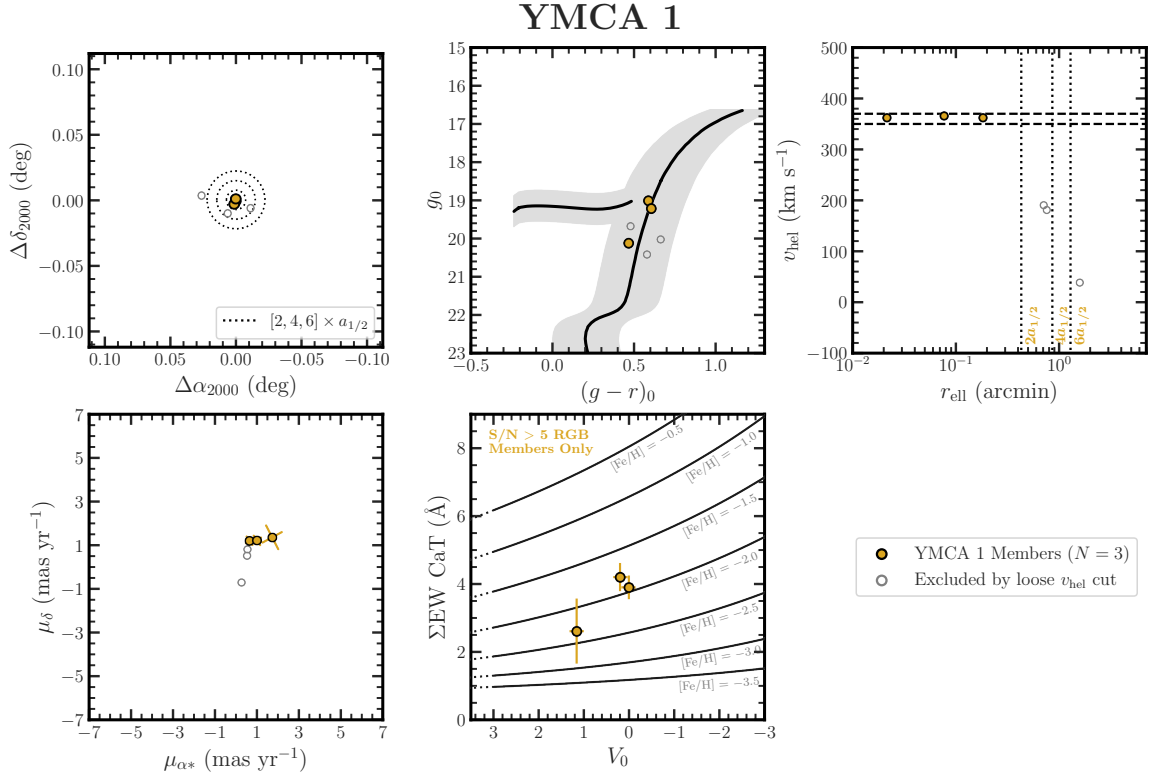 YMCA 1
0.10
0.05
0.00
−0.05
−0.10
Δδ2000 (deg)
[2, 4, 6] × a1/2
0.10 0.05 0.00 −0.05 −0.10
Δα2000 (deg)
15
16
17
18
19
20
21
22
23
g0
−0.5 0.0 0.5 1.0
(g − r)0
500
400
300
200
100
0
−100
vhel (km s−1)
2a1/2
4a1/2
6a1/2
10−2 10−1 100
rell (arcmin)
7
5
3
1
−1
−3
−5
−7
μδ (mas yr−1)
−7 −5 −3 −1 1 3 5 7
μα∗ (mas yr−1)
S/N > 5 RGB
Members Only
8
6
4
2
0
ΣEW CaT (Å)
[Fe/H] = −0.5
[Fe/H] = −1.0
[Fe/H] = −1.5
[Fe/H] = −2.0
[Fe/H] = −2.5
[Fe/H] = −3.0
[Fe/H] = −3.5
3 2 1 0 −1 −2 −3
V0
YMCA 1 Members (N = 3)
Excluded by loose vhel cut